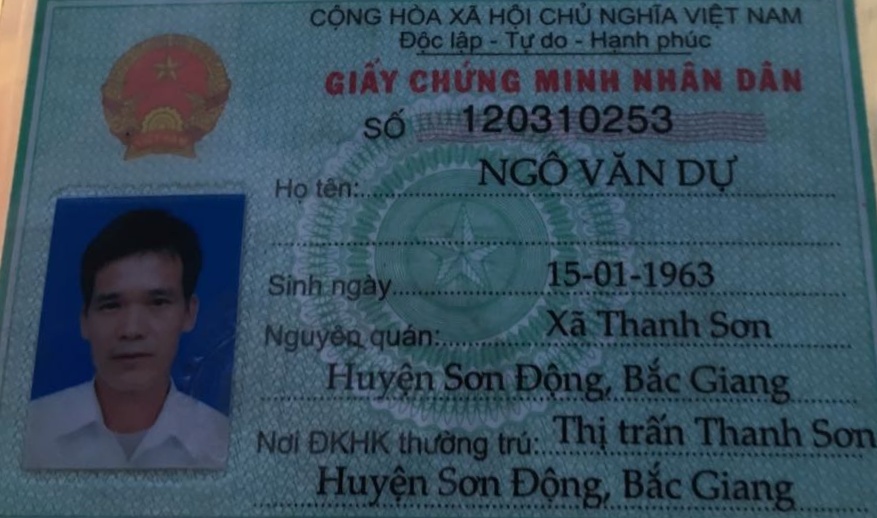 CỘNG HÒA XÃ HỘI CHỦ NGHĨA VIỆT NAM
Độc lập - Tự do - Hạnh phúc
GIẤY CHỨNG MINH NHÂN DÂN
SỐ 120310253
Họ tên: NGÔ VĂN DỰ
Sinh ngày 15-01-1963
Nguyên quán: Xã Thanh Sơn
Huyện Sơn Động, Bắc Giang
Nơi ĐKHK thường trú: Thị trấn Thanh Sơn
Huyện Sơn Động, Bắc Giang